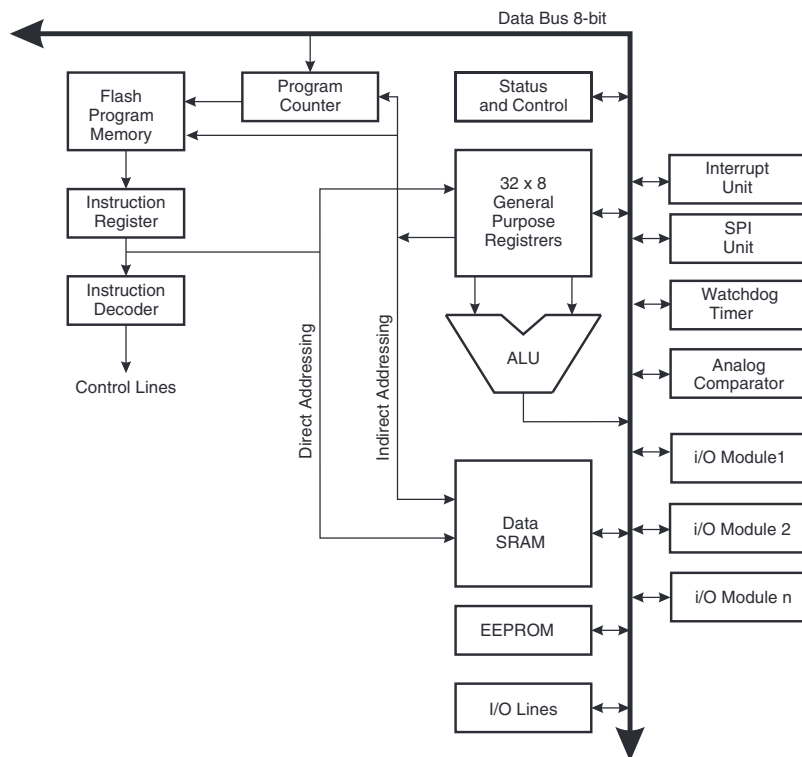 Data Bus 8-bit
Flash
Program
Memory
Program
Counter
Status
and Control
Instruction
Register
32 x 8
General
Purpose
Registrers
Interrupt
Unit
SPI
Unit
Instruction
Decoder
Watchdog
Timer
ALU
Analog
Comparator
Control Lines
Direct Addressing
Indirect Addressing
i/O Module1
Data
SRAM
i/O Module 2
i/O Module n
EEPROM
I/O Lines